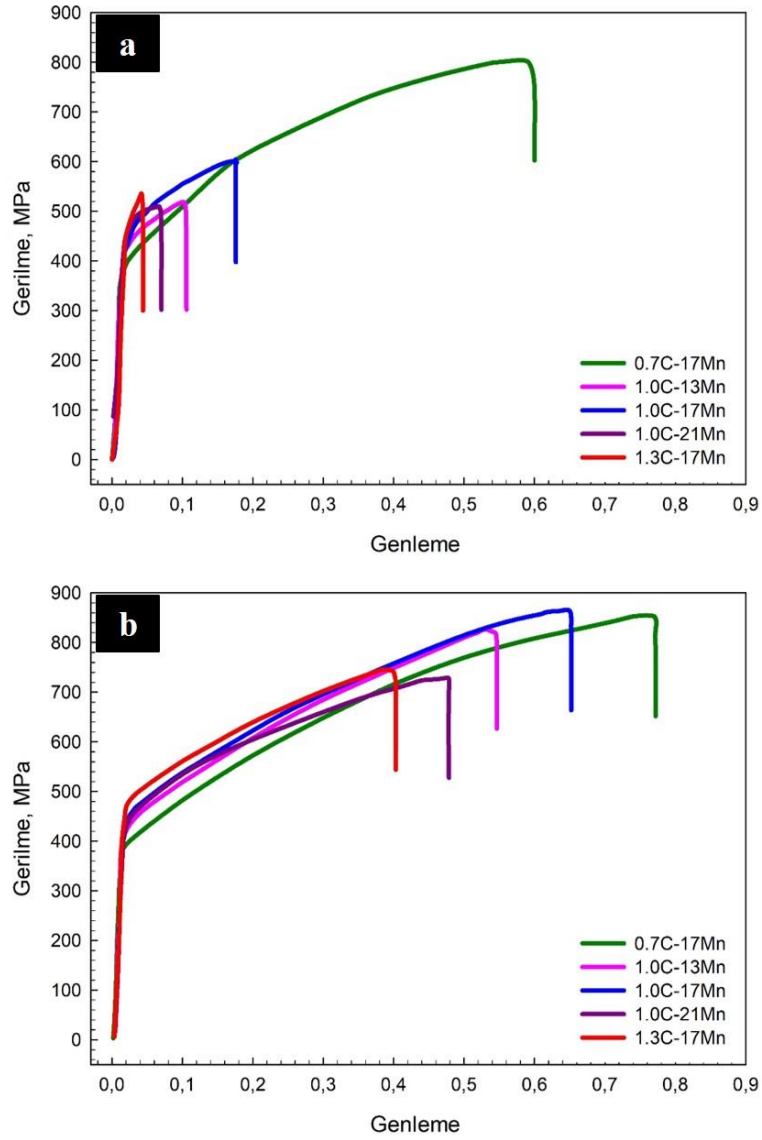 a
900
800
700
600
500
400
300
200
100
0
Gerilme, MPa
0.7C-17Mn
1.0C-13Mn
1.0C-17Mn
1.0C-21Mn
1.3C-17Mn
0,0 0,1 0,2 0,3 0,4 0,5 0,6 0,7 0,8 0,9
Genleme
b
900
800
700
600
500
400
300
200
100
0
Gerilme, MPa
0.7C-17Mn
1.0C-13Mn
1.0C-17Mn
1.0C-21Mn
1.3C-17Mn
0,0 0,1 0,2 0,3 0,4 0,5 0,6 0,7 0,8 0,9
Genleme